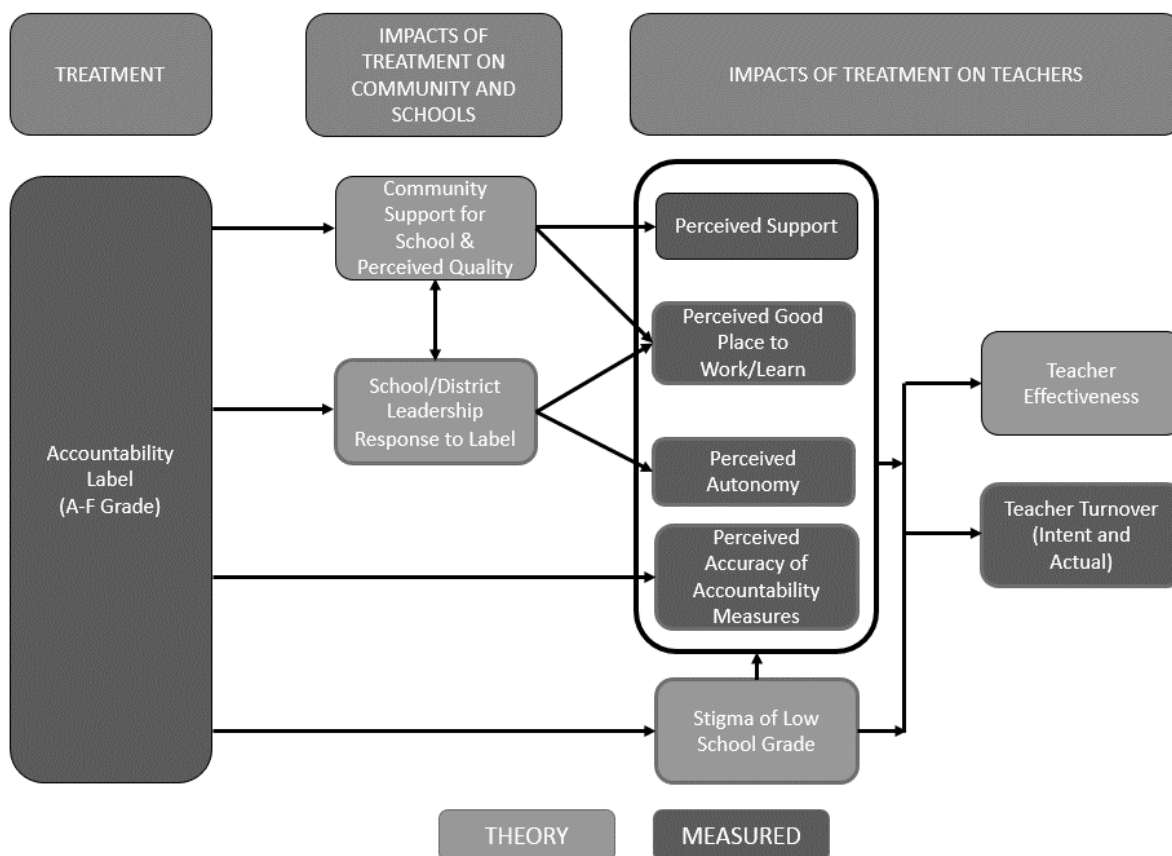 TREATMENT
IMPACTS OF
TREATMENT ON
COMMUNITY AND
SCHOOLS
IMPACTS OF TREATMENT ON TEACHERS
Accountability
Label
(A-F Grade)
Community
Support for
School &
Perceived Quality
School/District
Leadership
Response to Label
Perceived Support
Perceived Good
Place to
Work/Learn
Perceived
Autonomy
Perceived
Accuracy of
Accountability
Measures
Stigma of Low
School Grade
Teacher
Effectiveness
Teacher Turnover
(Intent and
Actual)
THEORY
MEASURED